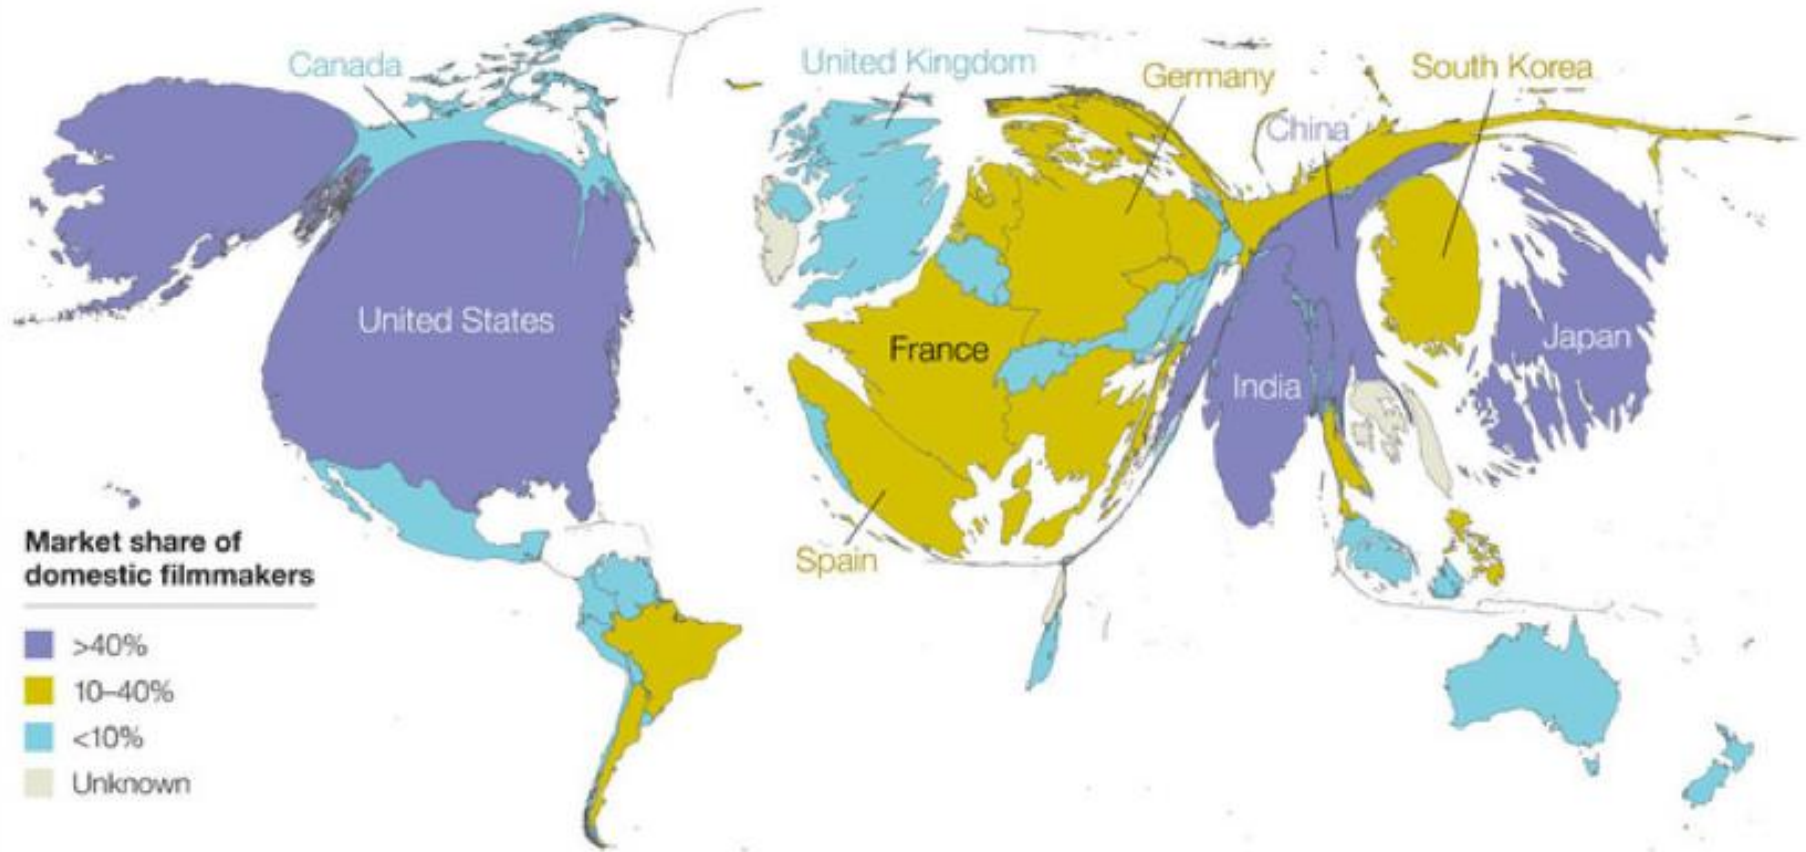 Canada
United Kingdom
Germany
South Korea
China
United States
France
India
Japan
Spain
Market share of
domestic filmmakers
>40%
10–40%
<10%
Unknown